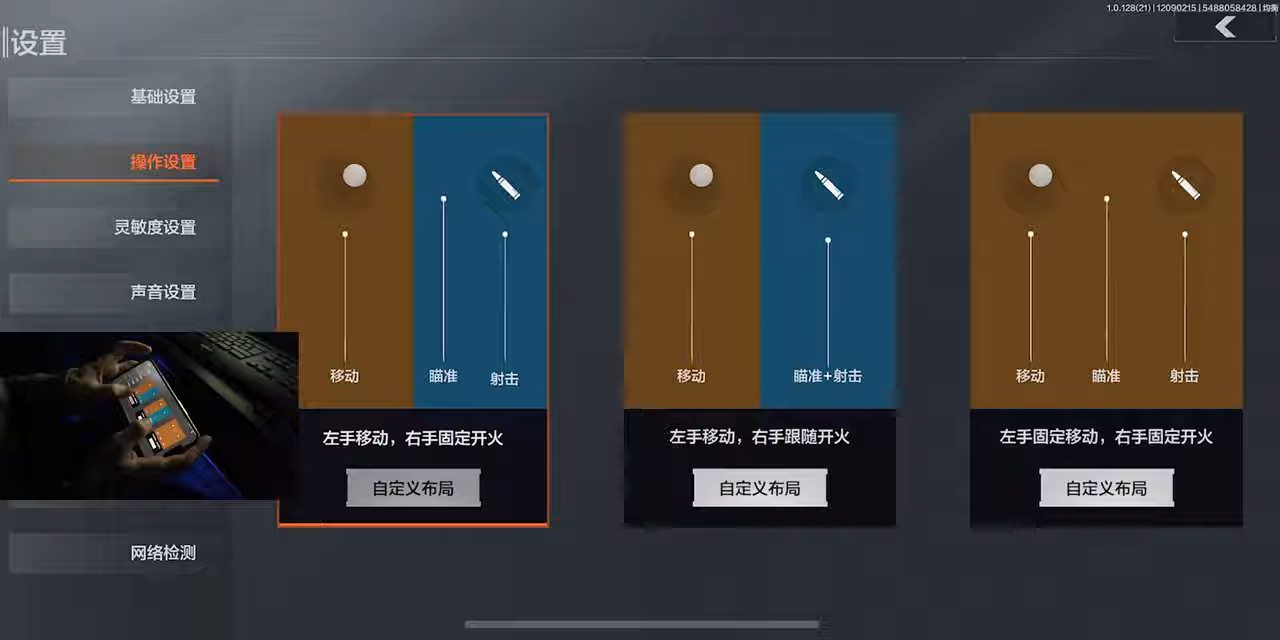 1.0.128(21) | 12090215 | 5488058428 | 均衡
设置
基础设置
操作设置
灵敏度设置
声音设置
网络检测
移动
瞄准
射击
左手移动，右手固定开火
自定义布局
移动
瞄准+射击
左手移动，右手跟随开火
自定义布局
移动
瞄准
射击
左手固定移动，右手固定开火
自定义布局